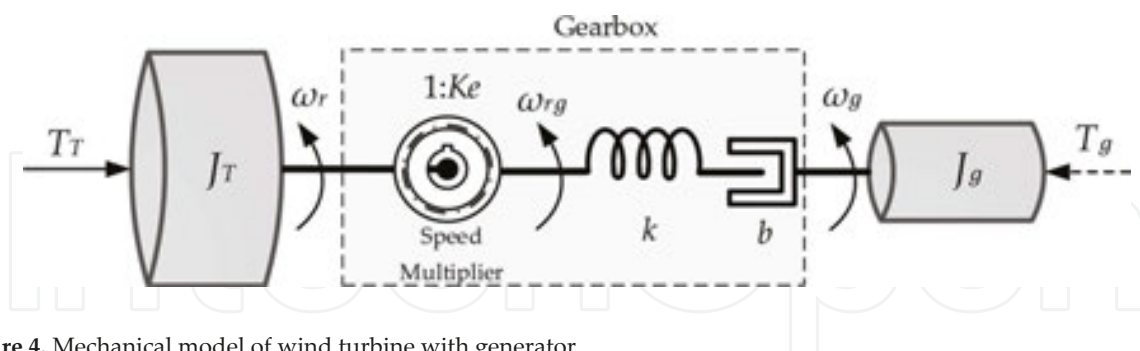 Gearbox
1:Ke
ωr
ωrg
ωg
TT
JT
Jg
Tg
k
b
Speed
Multiplier
re 4. Mechanical model of wind turbine with generator